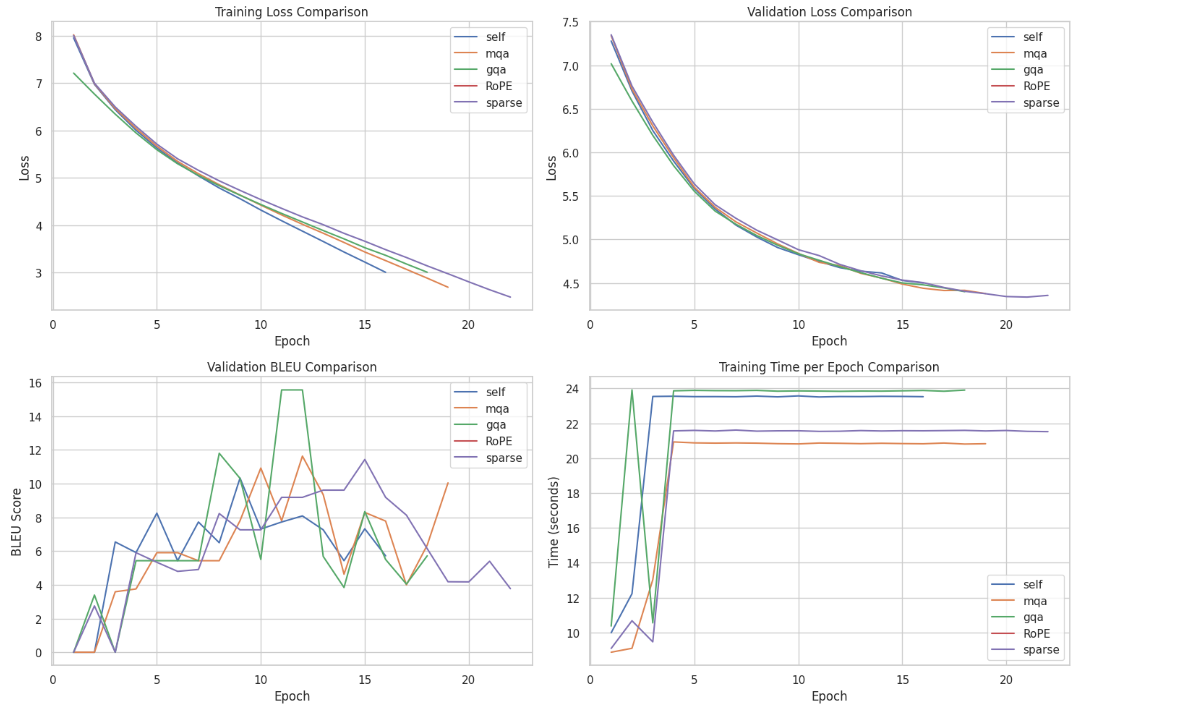 Training Loss Comparison
8
7
6
5
4
3
Loss
0
5
10
15
20
Epoch
self
mqa
gqa
RoPE
sparse
Validation Loss Comparison
7.5
7.0
6.5
6.0
5.5
5.0
4.5
Loss
0
5
10
15
20
Epoch
self
mqa
gqa
RoPE
sparse
Validation BLEU Comparison
16
14
12
10
8
6
4
2
0
BLEU Score
0
5
10
15
20
Epoch
self
mqa
gqa
RoPE
sparse
Training Time per Epoch Comparison
24
22
20
18
16
14
12
10
Time (seconds)
0
5
10
15
20
Epoch
self
mqa
gqa
RoPE
sparse